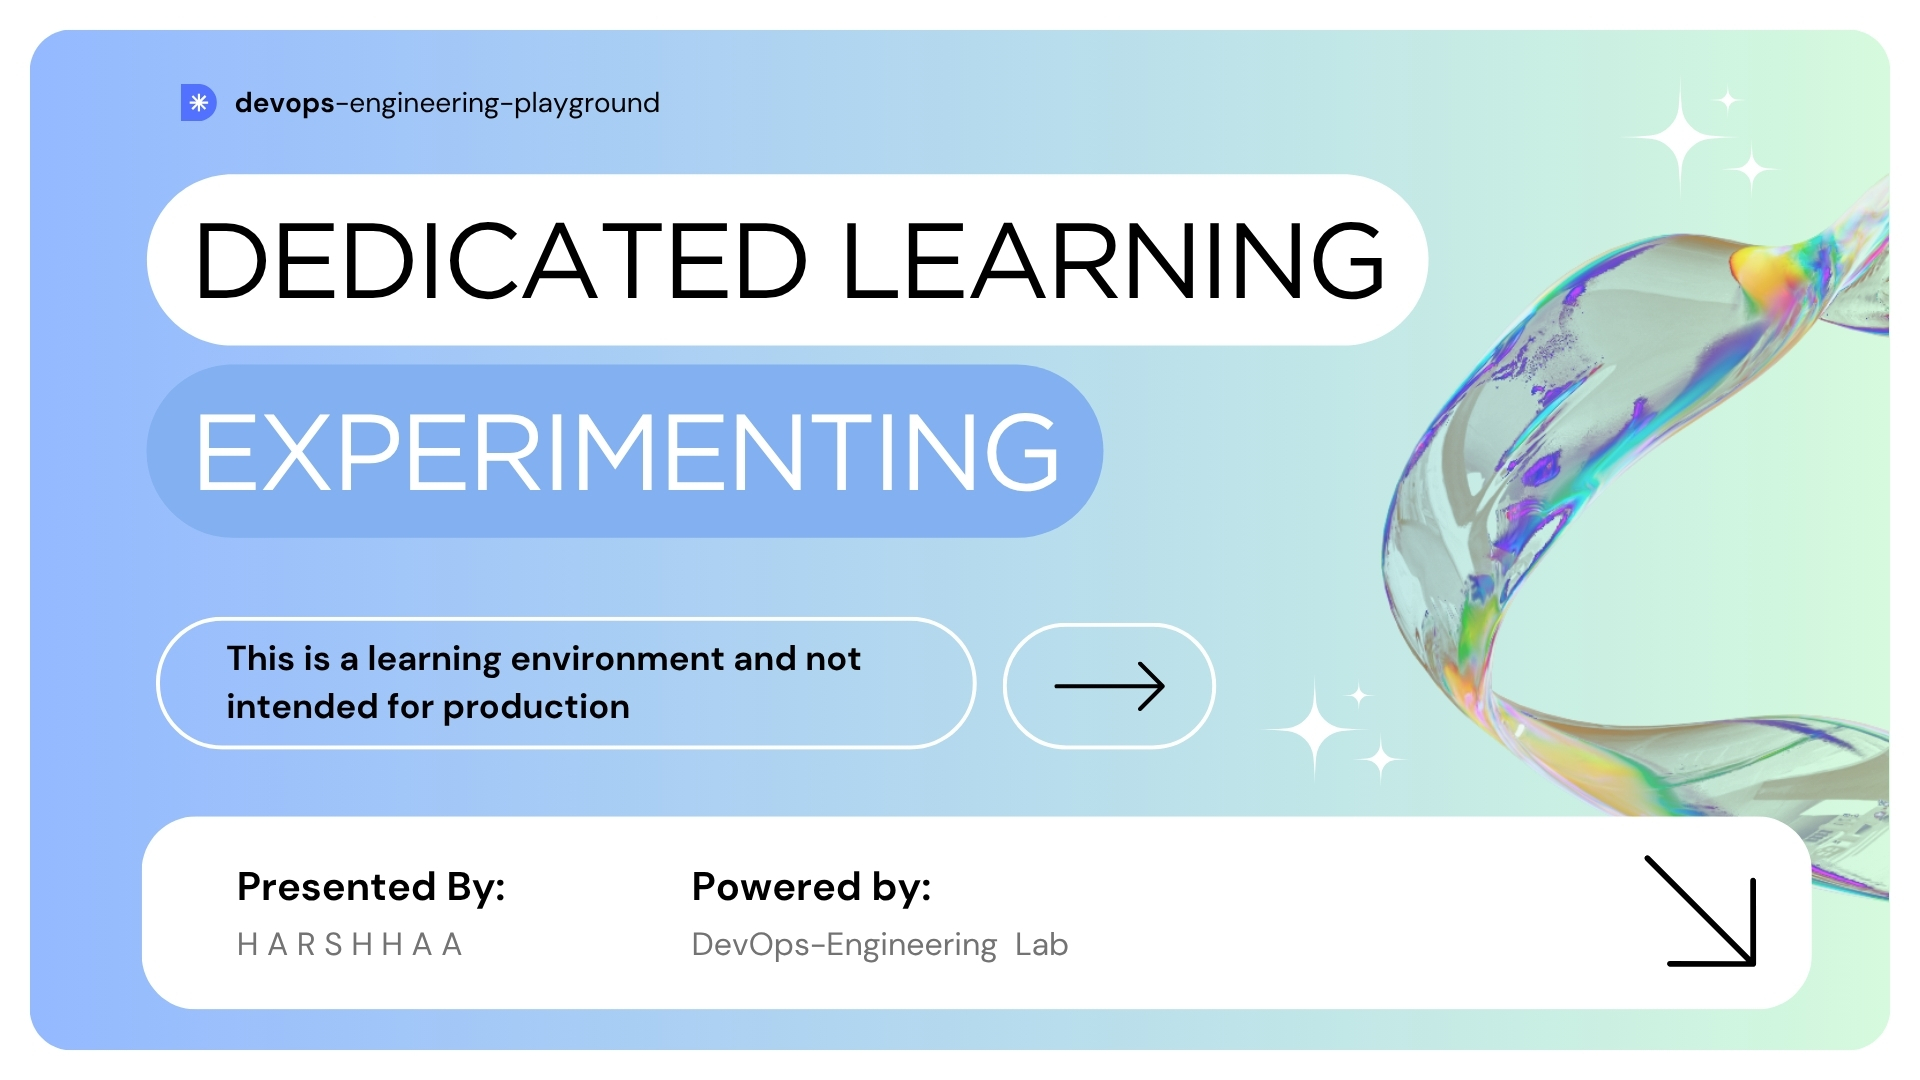 devops-engineering-playground
DEDICATED LEARNING
EXPERIMENTING
This is a learning environment and not
intended for production
Presented By:
HARSHHAA
Powered by:
DevOps-Engineering Lab